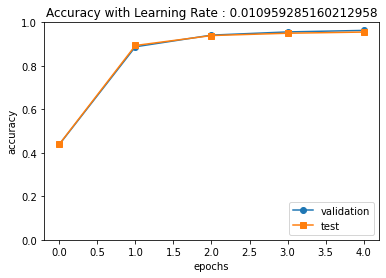 Accuracy with Learning Rate : 0.010959285160212958
1.0
0.8
0.6
0.4
0.2
0.0
accuracy
0.0 0.5 1.0 1.5 2.0 2.5 3.0 3.5 4.0
epochs
validation
test